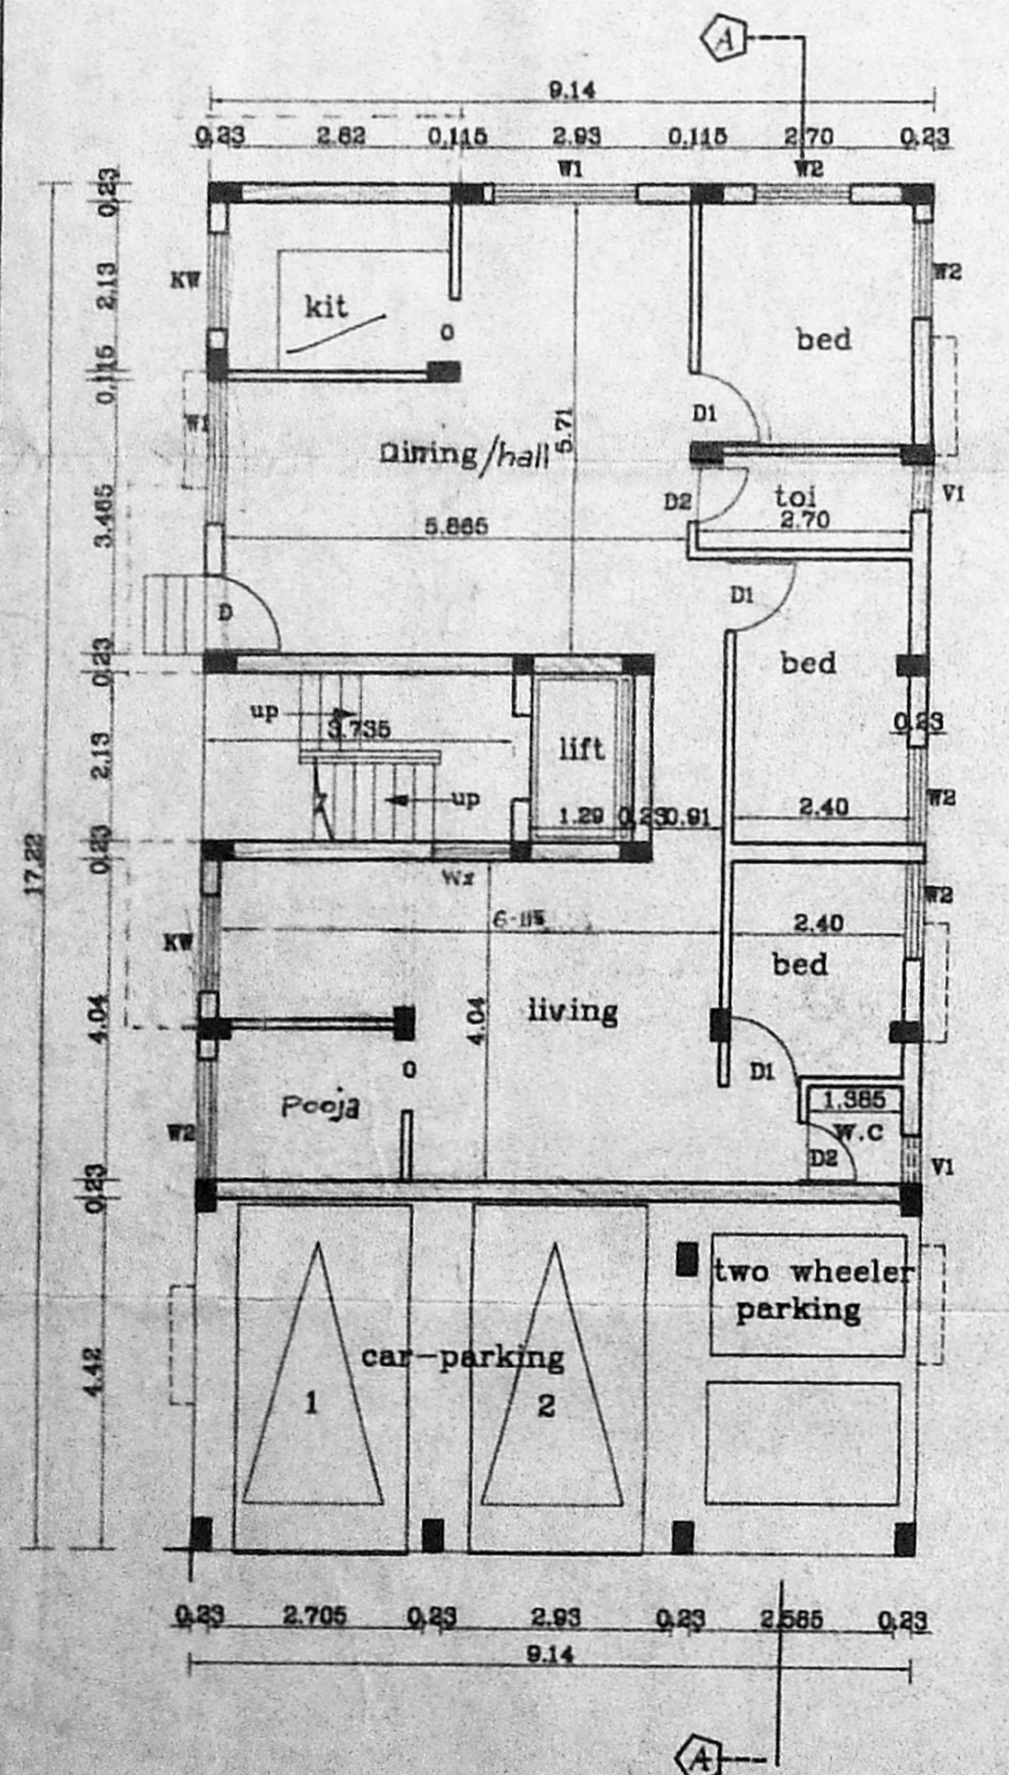 A
9.14
0.23 2.62 0.115 2.93 0.115 2.70 0.23
W1 W2
0.23
KW
2.13
kit
O
bed
W2
0.115
W1
D1
Dining/hall
5.71
3.465
5.865
D2
toi
2.70
V1
D
D1
bed
0.23
up
3.735
lift
0.23
2.13
up
1.29 0.23 0.91
2.40
W2
17.22
0.23
W2
KW
2.40
bed
4.04
living
4.04
O
D1
Pooja
1.385
W.C
W2
D2
V1
0.23
two wheeler
parking
car-parking
4.42
1
2
0.23 2.705 0.23 2.93 0.23 2.585 0.23
9.14
A